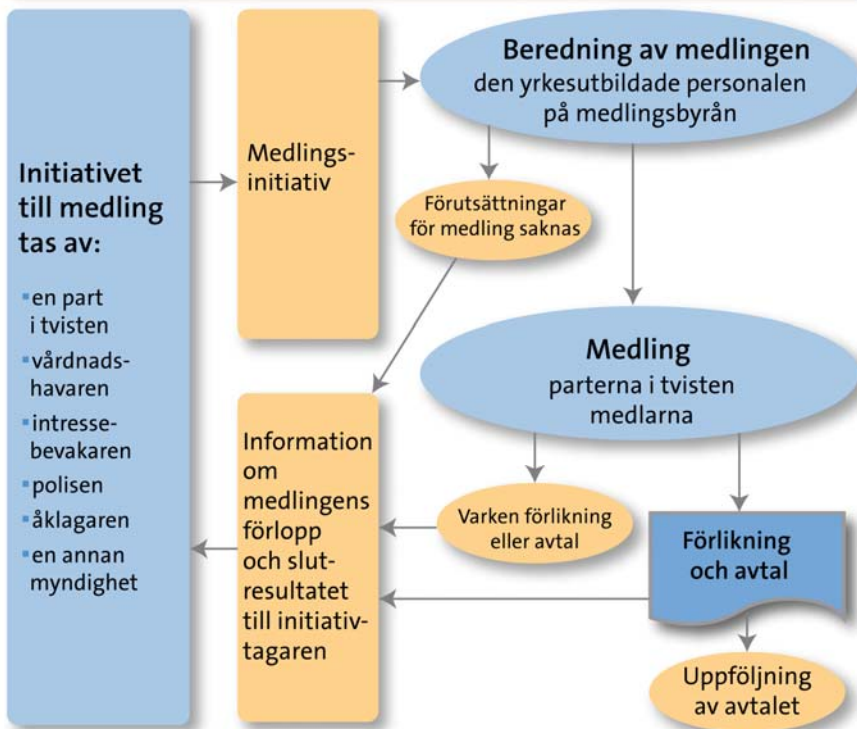 Initiativet
till medling
tas av:
▪ en part
i tvisten
▪ vårdnads-
havaren
▪ intresse-
bevakaren
▪ polisen
▪ åklagaren
▪ en annan
myndighet
Medlings-
initiativ
Beredning av medlingen
den yrkesutbildade personalen
på medlingsbyrån
Förutsättningar
för medling saknas
Medling
parterna i tvisten
medlarna
Information
om
medlingens
förlopp
och slut-
resultatet
till initiativ-
tagaren
Varken förlikning
eller avtal
Förlikning
och avtal
Uppföljning
av avtalet